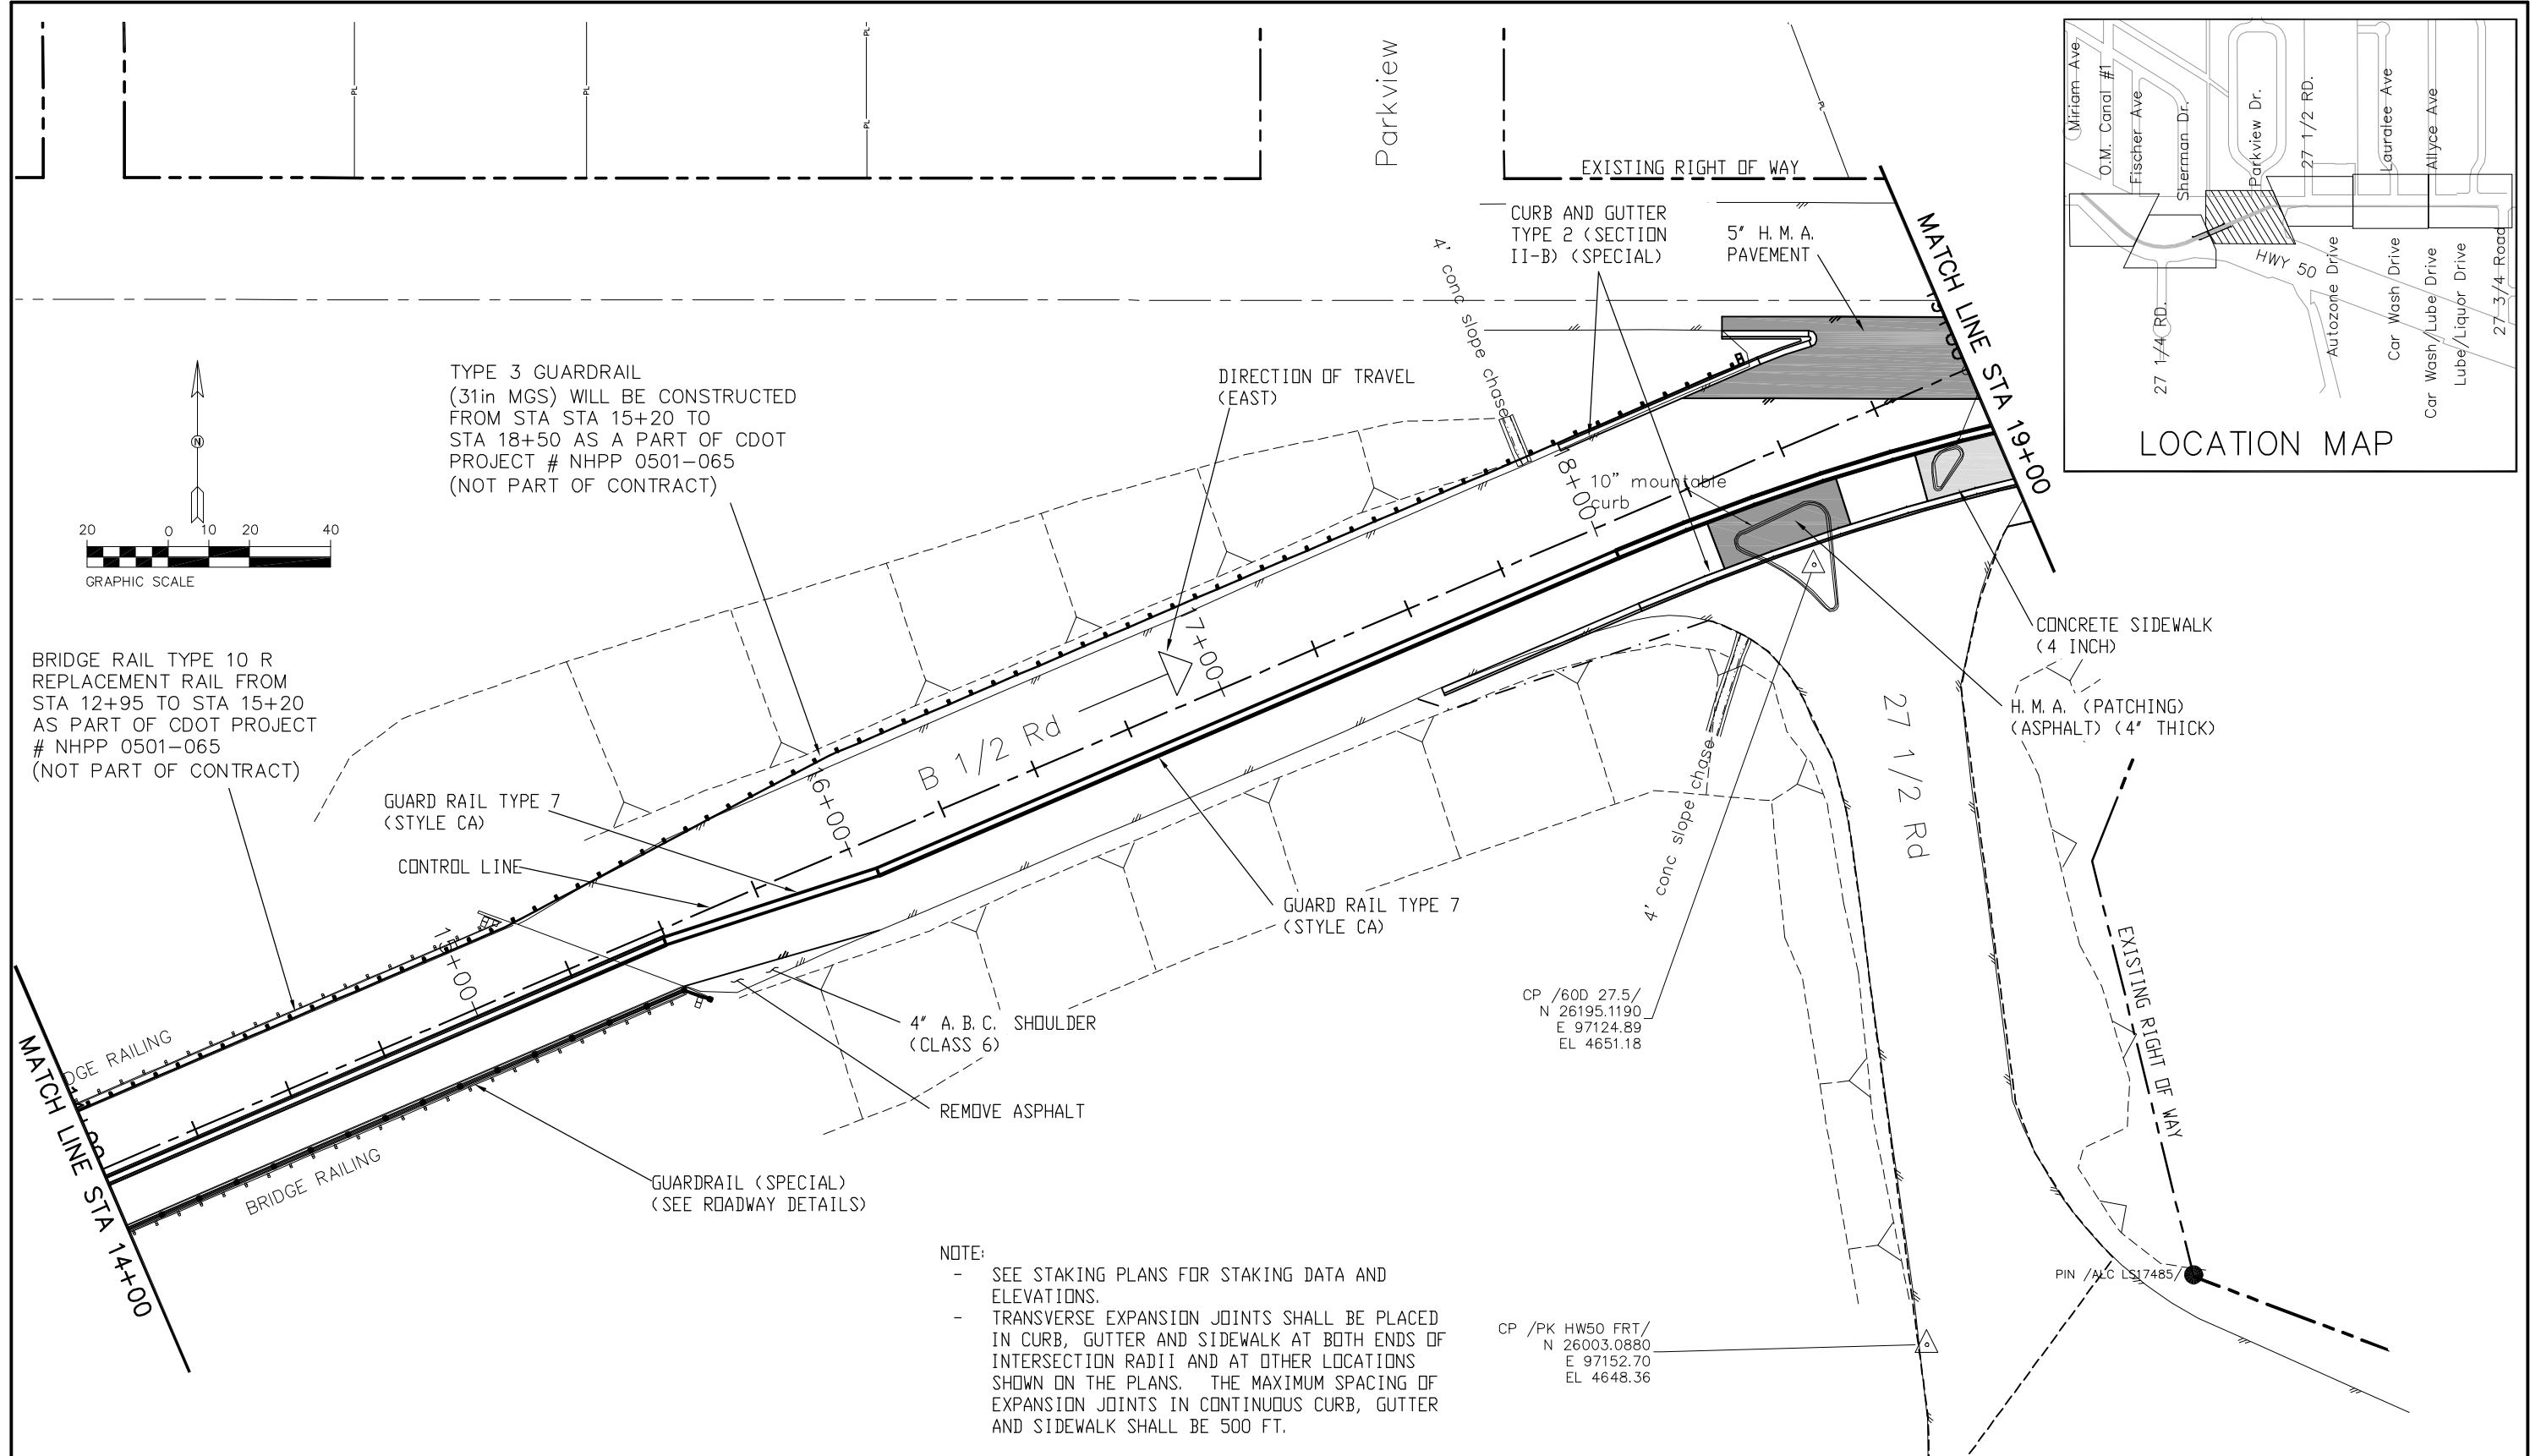 PL
PL
PL
PL
PL
Parkview
EXISTING RIGHT OF WAY
CURB AND GUTTER
TYPE 2 (SECTION
II-B) (SPECIAL)
5" H.M.A.
PAVEMENT
4' conc slope chase
MATCH LINE STA 19+00
Miriam Ave
O.M. Canal #1
Fischer Ave
Sherman Dr.
Parkview Dr.
27 1/2 RD.
Lauralee Ave
Allyce Ave
HWY 50
27 1/4 RD.
Autozone Drive
Car Wash Drive
Car Wash/Lube Drive
Lube/Liquor Drive
27 3/4 Road
LOCATION MAP
TYPE 3 GUARDRAIL
(31in MGS) WILL BE CONSTRUCTED
FROM STA STA 15+20 TO
STA 18+50 AS A PART OF CDOT
PROJECT # NHPP 0501-065
(NOT PART OF CONTRACT)
DIRECTION OF TRAVEL
(EAST)
N
20 0 10 20 40
GRAPHIC SCALE
18+00
10" mountable
curb
CONCRETE SIDEWALK
(4 INCH)
BRIDGE RAIL TYPE 10 R
REPLACEMENT RAIL FROM
STA 12+95 TO STA 15+20
AS PART OF CDOT PROJECT
# NHPP 0501-065
(NOT PART OF CONTRACT)
17+00
H.M.A. (PATCHING)
(ASPHALT) (4" THICK)
B 1/2 Rd
27 1/2 Rd
16+00
GUARD RAIL TYPE 7
(STYLE CA)
CONTROL LINE
4' conc slope chase
GUARD RAIL TYPE 7
(STYLE CA)
15+00
EXISTING RIGHT OF WAY
CP /60D 27.5/
N 26195.1190
E 97124.89
EL 4651.18
4" A.B.C. SHOULDER
(CLASS 6)
DGE RAILING
MATCH LINE STA 14+00
REMOVE ASPHALT
BRIDGE RAILING
GUARDRAIL (SPECIAL)
(SEE ROADWAY DETAILS)
NOTE:
- SEE STAKING PLANS FOR STAKING DATA AND
ELEVATIONS.
- TRANSVERSE EXPANSION JOINTS SHALL BE PLACED
IN CURB, GUTTER AND SIDEWALK AT BOTH ENDS OF
INTERSECTION RADII AND AT OTHER LOCATIONS
SHOWN ON THE PLANS. THE MAXIMUM SPACING OF
EXPANSION JOINTS IN CONTINUOUS CURB, GUTTER
AND SIDEWALK SHALL BE 500 FT.
PIN /ALC LS17485/
CP /PK HW50 FRT/
N 26003.0880
E 97152.70
EL 4648.36